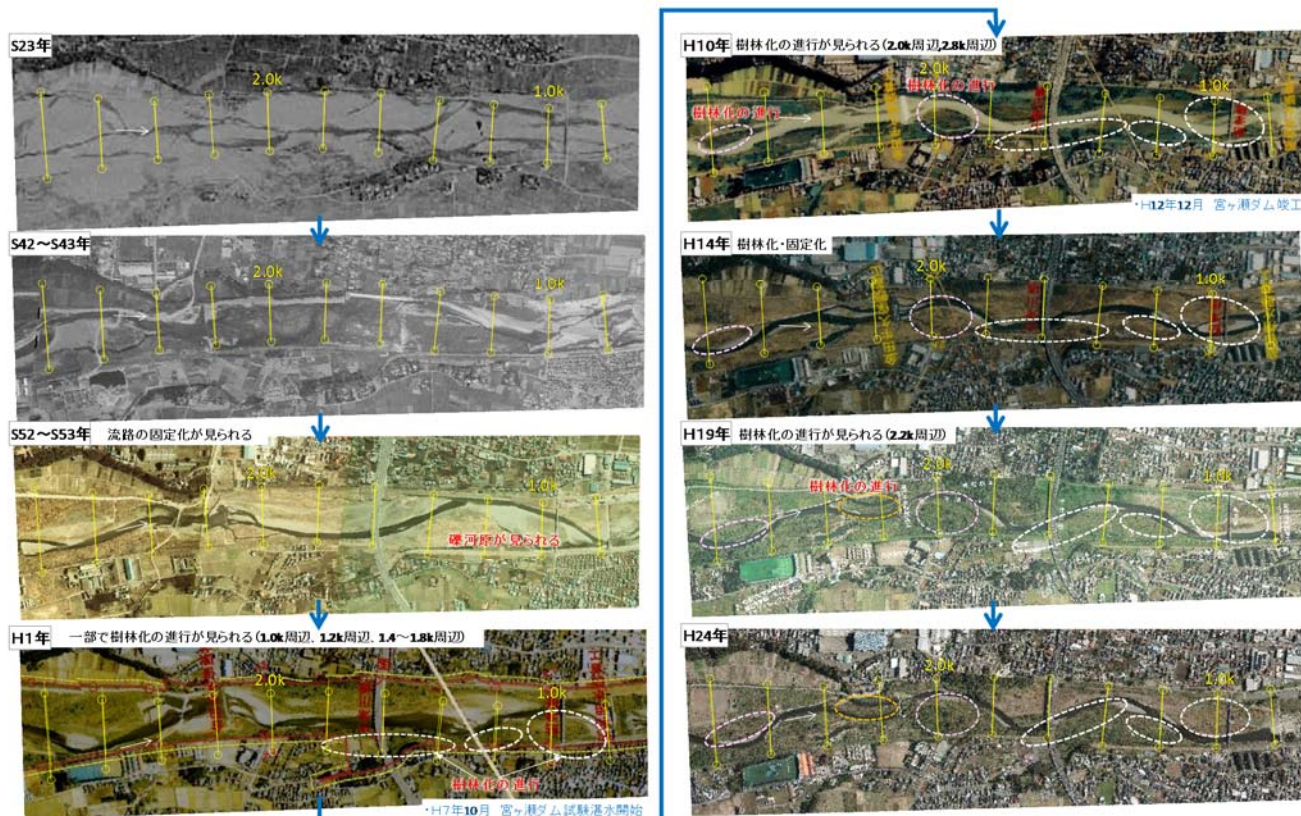 S23年
2.0k
1.0k
S42～S43年
2.0k
1.0k
S52～S53年 流路の固定化が見られる
2.0k
1.0k
礫河原が見られる
H1年 一部で樹林化の進行が見られる(1.0k周辺、1.2k周辺、1.4～1.8k周辺)
2.0k
1.0k
樹林化の進行
・H7年10月 宮ヶ瀬ダム試験湛水開始
H10年 樹林化の進行が見られる(2.0k周辺,2.8k周辺)
2.0k
樹林化の進行
1.0k
樹林化の進行
・H12年12月 宮ヶ瀬ダム竣工
H14年 樹林化・固定化
2.0k
1.0k
H19年 樹林化の進行が見られる(2.2k周辺)
2.0k
1.0k
樹林化の進行
H24年
2.0k
1.0k